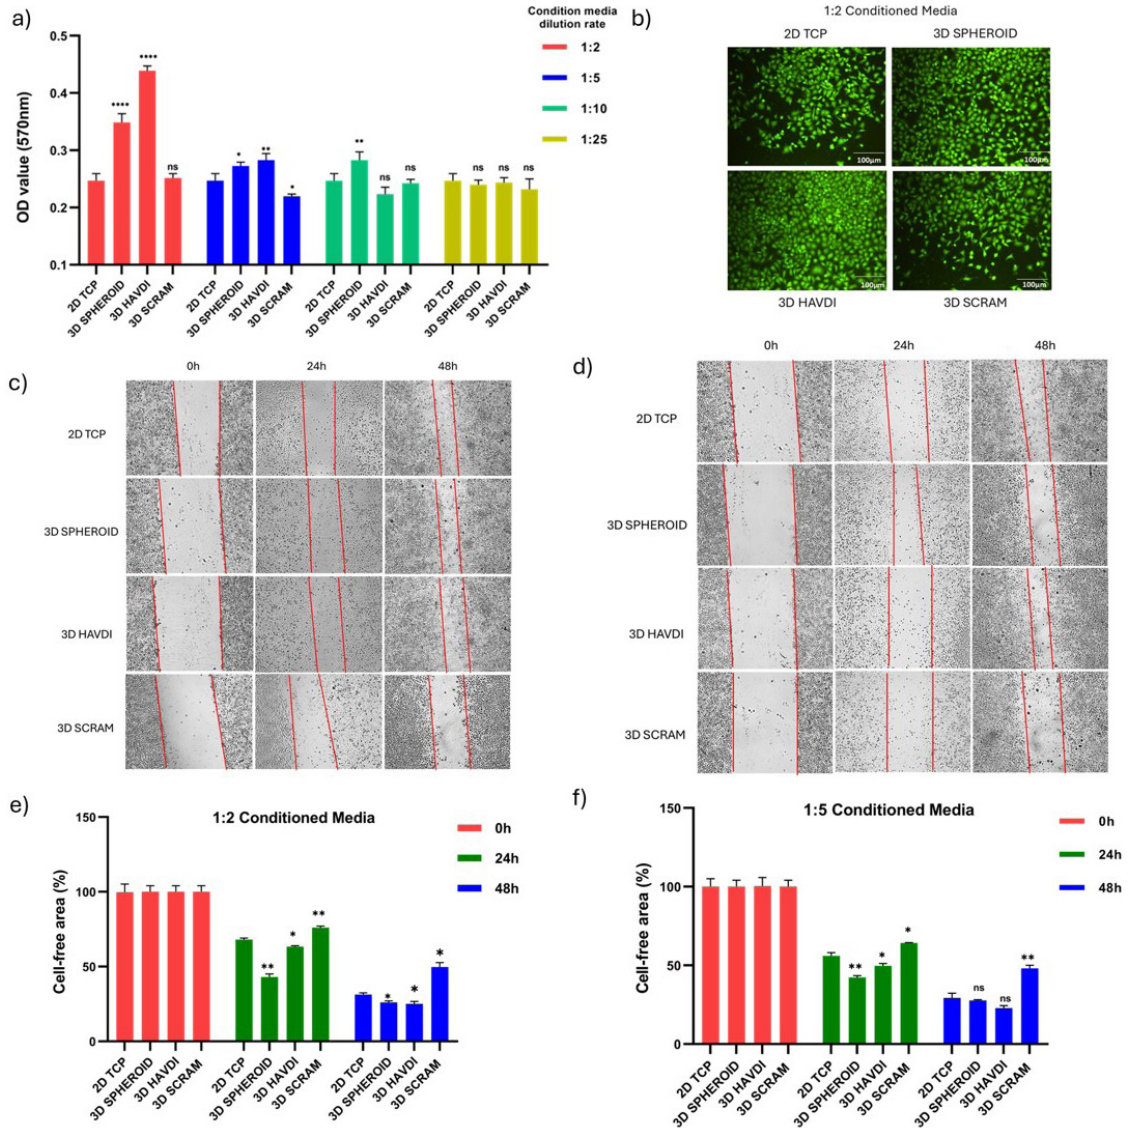 a)
Condition media
dilution rate
1:2
1:5
1:10
1:25
OD value (570nm)
0.5
0.4
0.3
0.2
0.1
****
****
ns
*
**
*
**
ns
ns
ns
ns
ns
2D TCP
3D SPHEROID
3D HAVDI
3D SCRAM
2D TCP
3D SPHEROID
3D HAVDI
3D SCRAM
2D TCP
3D SPHEROID
3D HAVDI
3D SCRAM
2D TCP
3D SPHEROID
3D HAVDI
3D SCRAM
b)
1:2 Conditioned Media
2D TCP
3D SPHEROID
100μm
100μm
100μm
100μm
3D HAVDI
3D SCRAM
c)
0h
24h
48h
2D TCP
3D SPHEROID
3D HAVDI
3D SCRAM
d)
0h
24h
48h
2D TCP
3D SPHEROID
3D HAVDI
3D SCRAM
e)
1:2 Conditioned Media
0h
24h
48h
Cell-free area (%)
150
100
50
0
**
*
**
*
*
*
2D TCP
3D SPHEROID
3D HAVDI
3D SCRAM
2D TCP
3D SPHEROID
3D HAVDI
3D SCRAM
2D TCP
3D SPHEROID
3D HAVDI
3D SCRAM
f)
1:5 Conditioned Media
0h
24h
48h
Cell-free area (%)
150
100
50
0
**
*
*
ns
ns
**
2D TCP
3D SPHEROID
3D HAVDI
3D SCRAM
2D TCP
3D SPHEROID
3D HAVDI
3D SCRAM
2D TCP
3D SPHEROID
3D HAVDI
3D SCRAM